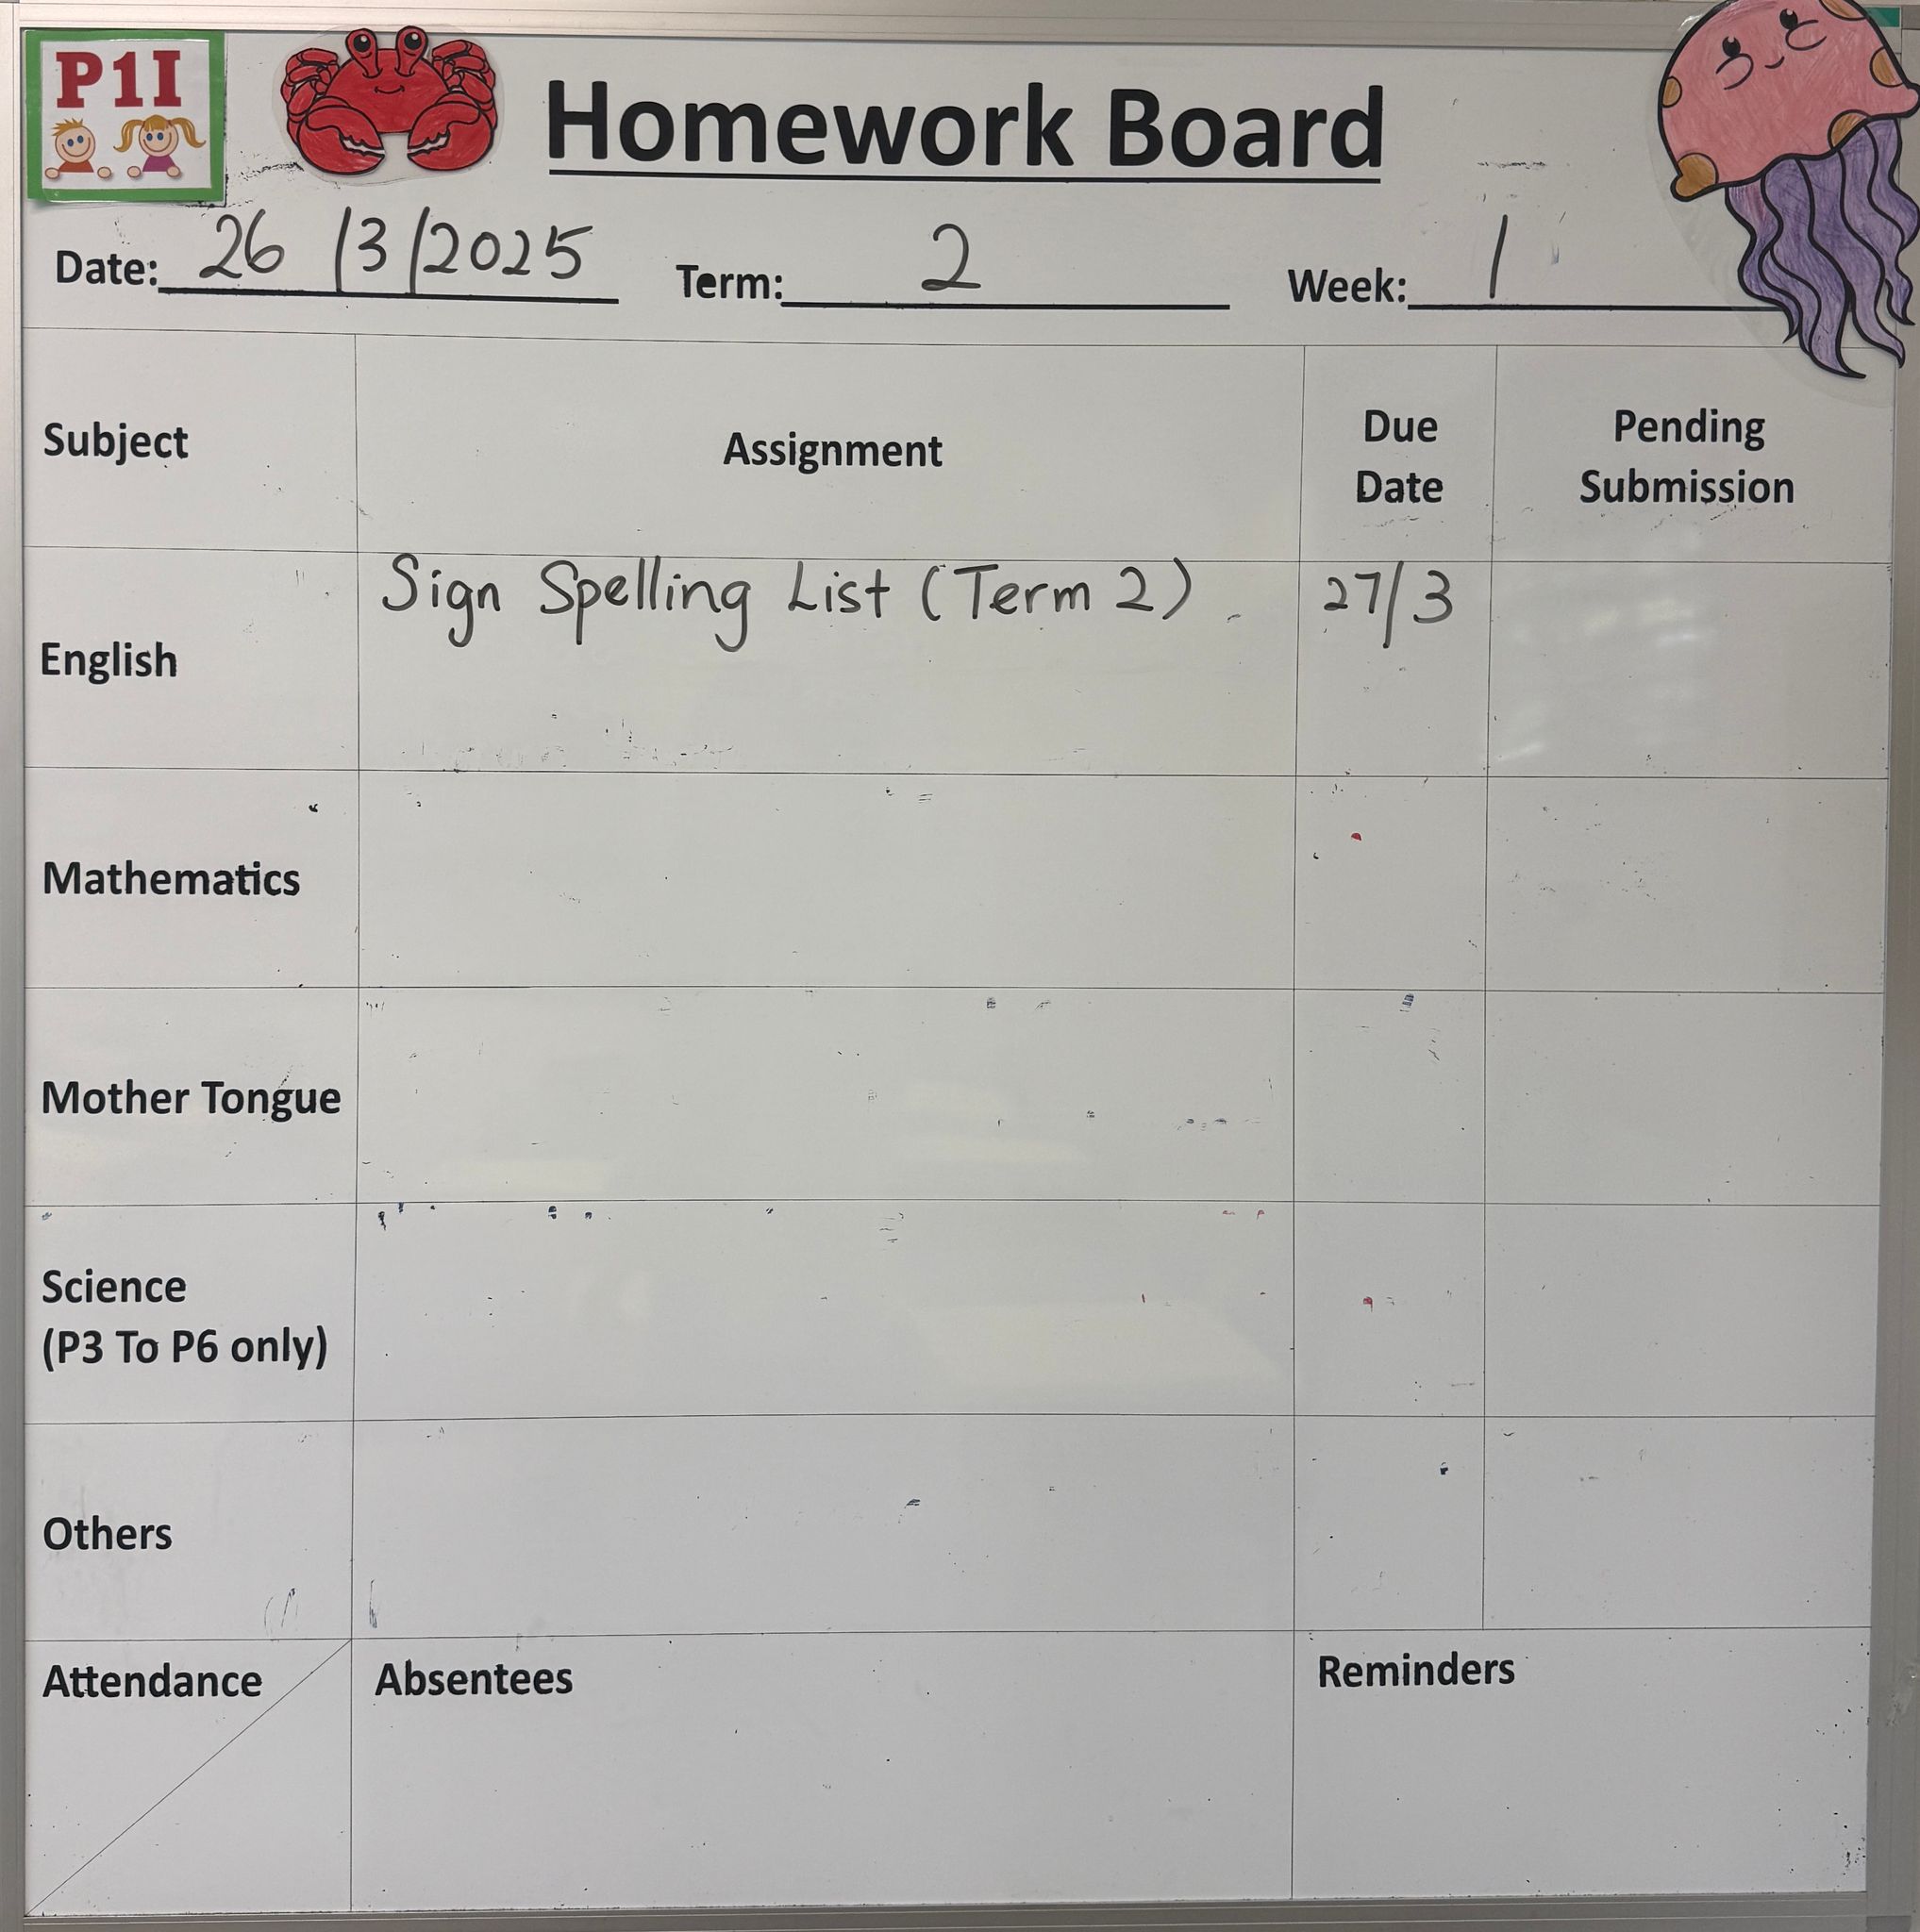 P1I
Homework Board
Date: 26/3/2025 Term: 2 Week: 1
Subject Assignment Due Date Pending Submission
English Sign Spelling List (Term 2) 27/3
Mathematics
Mother Tongue
Science
(P3 To P6 only)
Others
Attendance Absentees Reminders